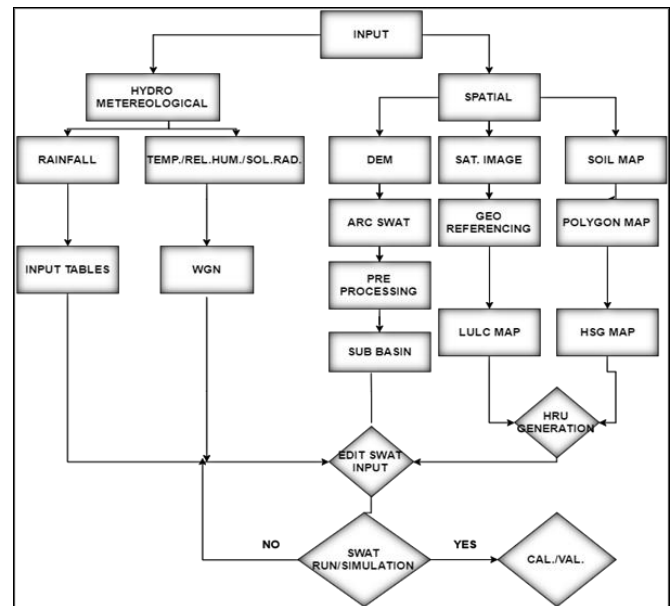 INPUT
HYDRO
METEREOLOGICAL
SPATIAL
RAINFALL
TEMP./REL.HUM./SOL.RAD.
DEM
SAT. IMAGE
SOIL MAP
ARC SWAT
GEO
REFERENCING
POLYGON MAP
INPUT TABLES
WGN
PRE
PROCESSING
SUB BASIN
LULC MAP
HSG MAP
HRU
GENERATION
EDIT SWAT
INPUT
NO
SWAT
RUN/SIMULATION
YES
CAL./VAL.